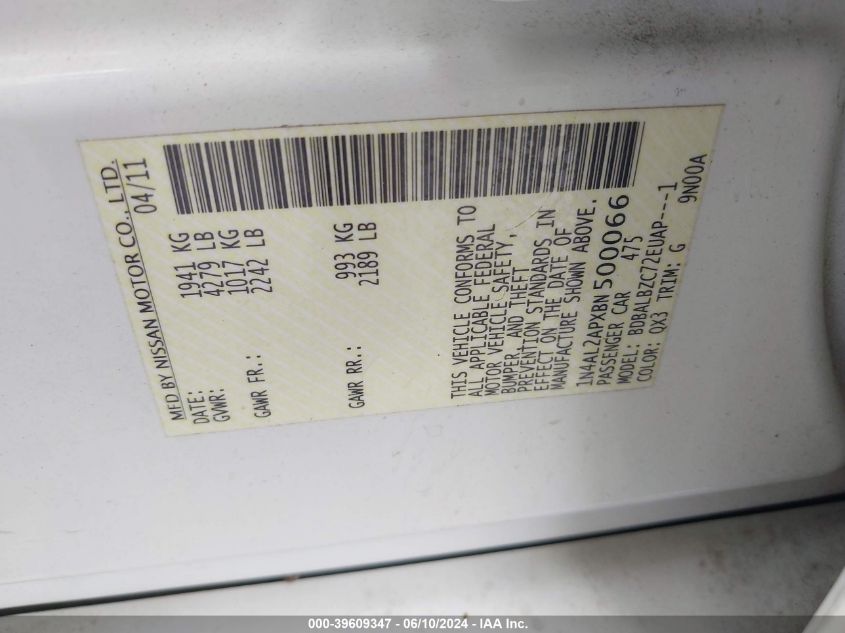 MFD BY NISSAN MOTOR CO., LTD.
DATE: 04/11
GVWR: 1941 KG
4279 LB
GAWR FR.: 1017 KG
2242 LB
GAWR RR.: 993 KG
2189 LB
THIS VEHICLE CONFORMS TO
ALL APPLICABLE FEDERAL
MOTOR VEHICLE SAFETY,
BUMPER, AND THEFT
PREVENTION STANDARDS IN
EFFECT ON THE DATE OF
MANUFACTURE SHOWN ABOVE.
1N4AL2APXBN500066
PASSENGER CAR 475
MODEL: BDBALBZC72EUAP---1
COLOR: QX3 TRIM: G 9N00A
000-39609347 / 06/10/2024 - IAA Inc.